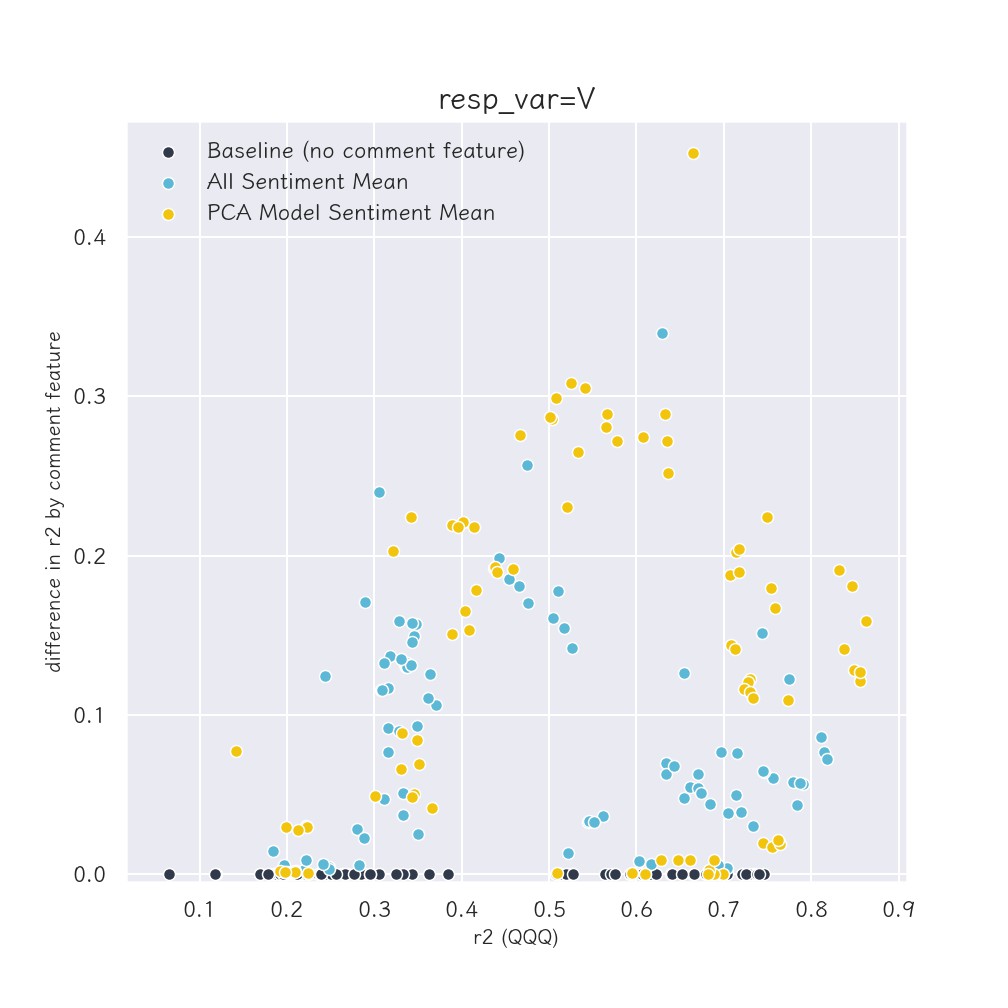 resp_var=V
Baseline (no comment feature)
All Sentiment Mean
PCA Model Sentiment Mean
difference in r2 by comment feature
0.4
0.3
0.2
0.1
0.0
0.1 0.2 0.3 0.4 0.5 0.6 0.7 0.8 0.9
r2 (QQQ)